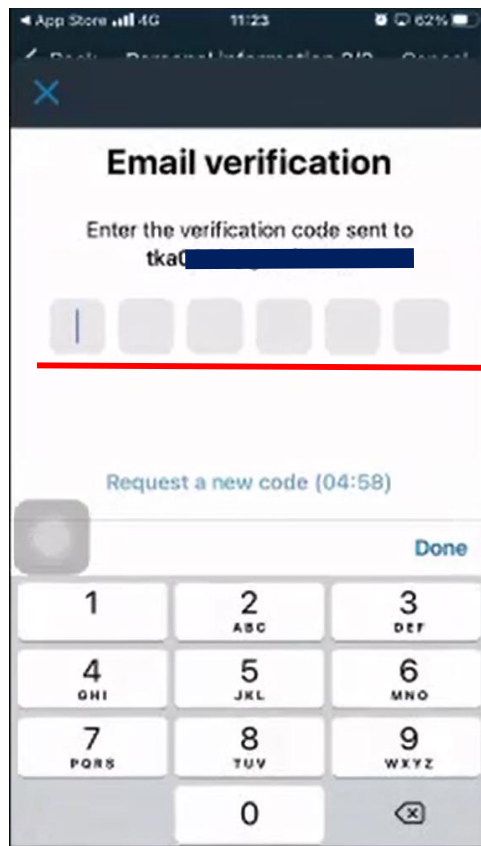 App Store 4G 11:23 62%
Email verification
Enter the verification code sent to
Request a new code (04:58)
Done
1
2
ABC
3
DEF
4
GHI
5
JKL
6
MNO
7
PQRS
8
TUV
9
WXYZ
0